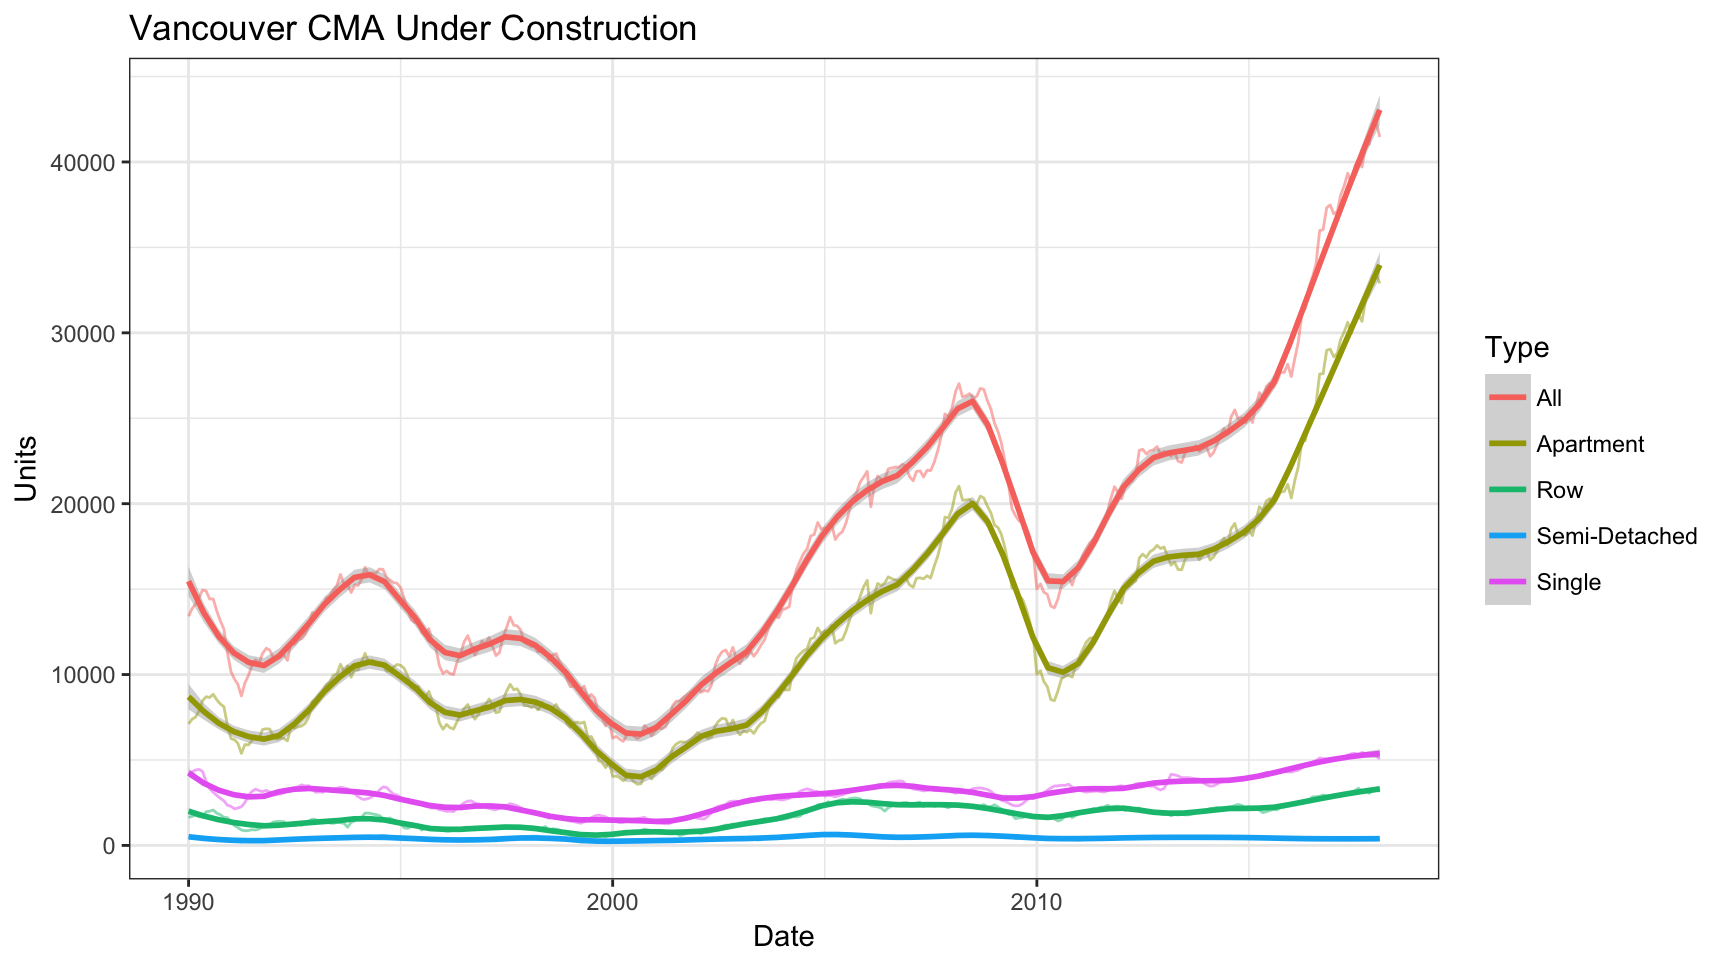 Vancouver CMA Under Construction
Units
40000
30000
20000
10000
0
1990
2000
2010
Date
Type
All
Apartment
Row
Semi-Detached
Single